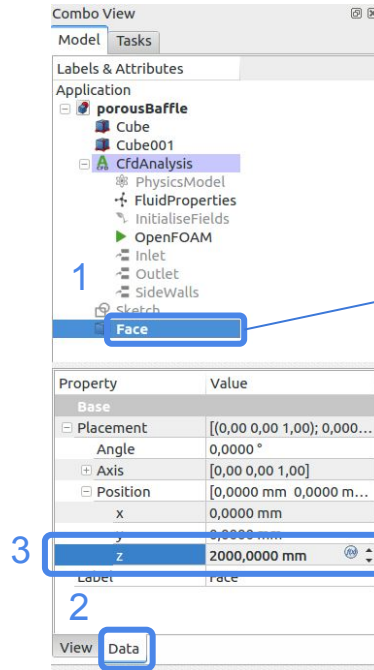 Combo View
Model Tasks
Labels & Attributes
Application
porousBaffle
Cube
Cube001
CfdAnalysis
PhysicsModel
FluidProperties
InitialiseFields
OpenFOAM
Inlet
1
Outlet
SideWalls
Sketch
Face
Property Value
Base
Placement [(0,00 0,00 1,00); 0,000...
Angle 0,0000 °
Axis [0,00 0,00 1,00]
Position [0,0000 mm 0,0000 m...
x 0,0000 mm
y 0,0000 mm
3 z 2000,0000 mm
Label Face
2
View Data